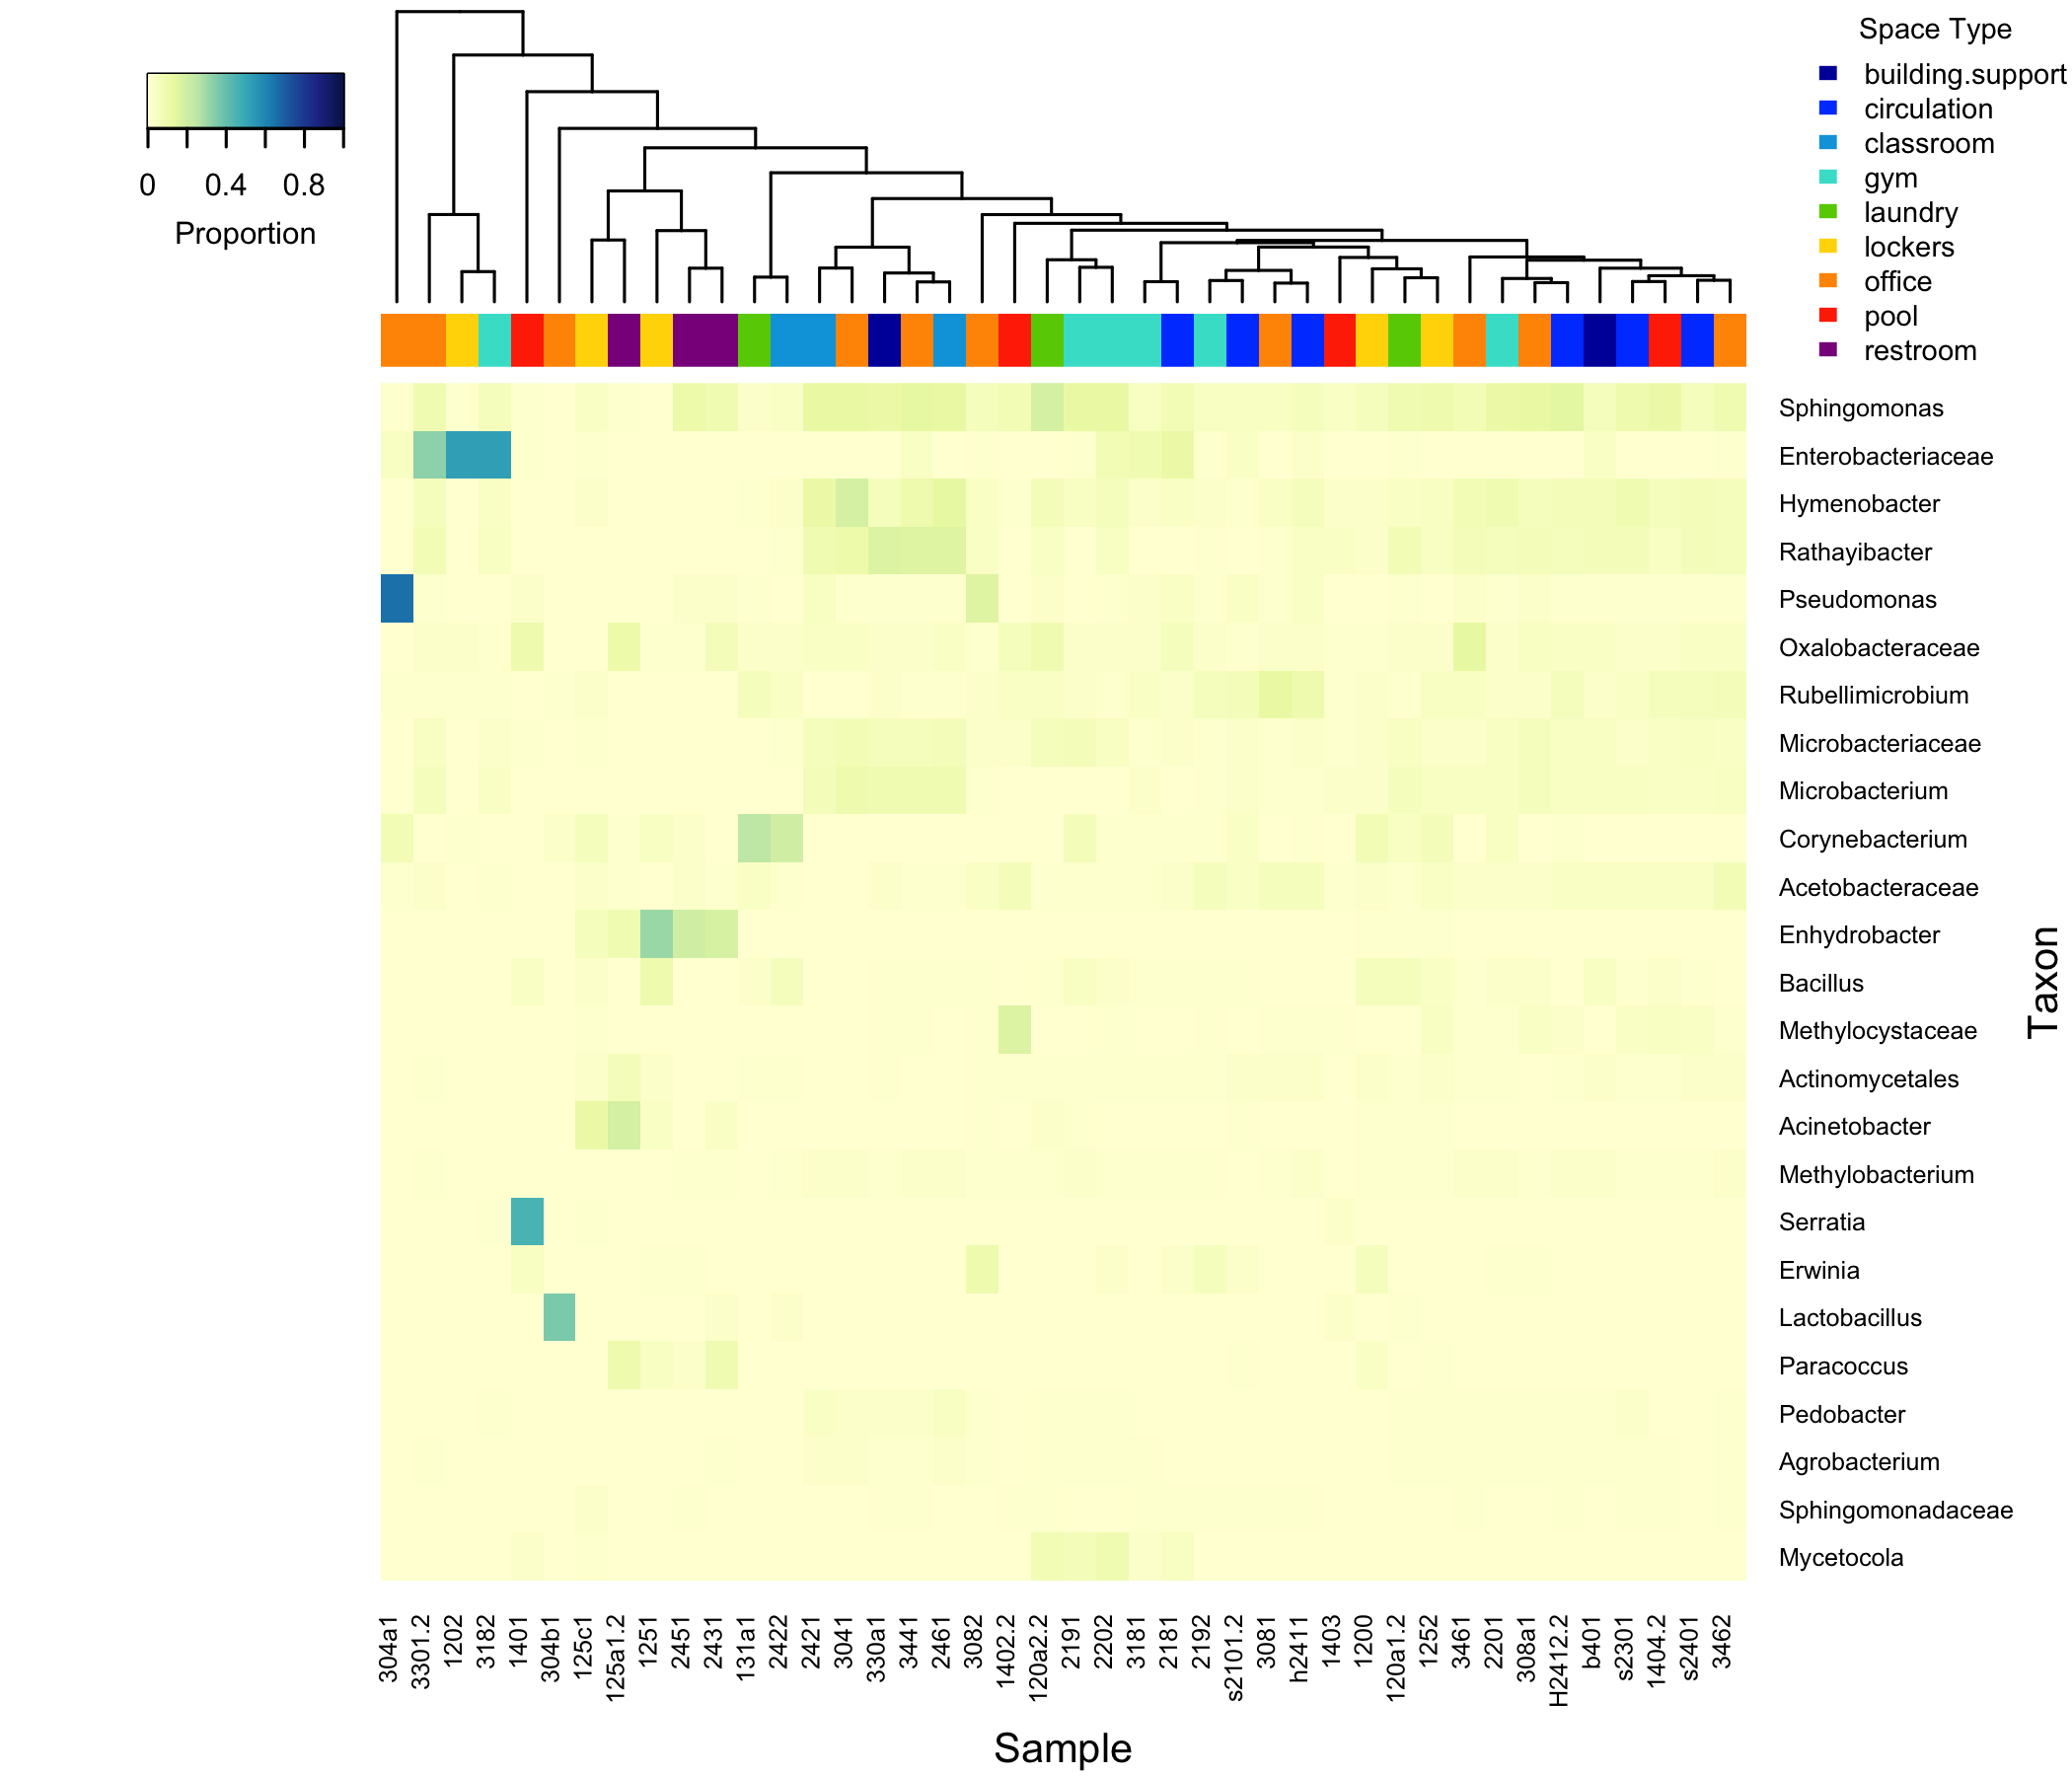 0 0.4 0.8
Proportion
Space Type
building.support
circulation
classroom
gym
laundry
lockers
office
pool
restroom
Sphingomonas
Enterobacteriaceae
Hymenobacter
Rathayibacter
Pseudomonas
Oxalobacteraceae
Rubellimicrobium
Microbacteriaceae
Microbacterium
Corynebacterium
Acetobacteraceae
Enhydrobacter
Bacillus
Methylocystaceae
Actinomycetales
Acinetobacter
Methylobacterium
Serratia
Erwinia
Lactobacillus
Paracoccus
Pedobacter
Agrobacterium
Sphingomonadaceae
Mycetocola
Taxon
304a1
3301.2
1202
3182
1401
304b1
125c1
125a1.2
1251
2451
2431
131a1
2422
2421
3041
330a1
3441
2461
3082
1402.2
120a2.2
2191
2202
3181
2181
2192
s2101.2
3081
h2411
1403
1200
120a1.2
1252
3461
2201
308a1
H2412.2
b401
s2301
1404.2
s2401
3462
Sample